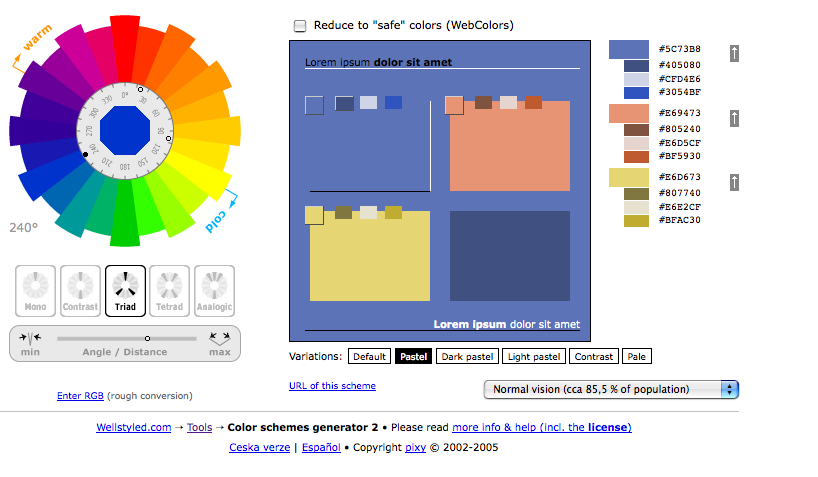 Reduce to "safe" colors (WebColors)
warm
cold
0°
30
60
90
120
150
180
210
240
270
300
330
240°
Mono
Contrast
Triad
Tetrad
Analogic
min
Angle / Distance
max
Enter RGB (rough conversion)
Lorem ipsum dolor sit amet
Lorem ipsum dolor sit amet
#5C73B8
#405080
#CFD4E6
#3054BF
#E69473
#805240
#E6D5CF
#BF5930
#E6D673
#807740
#E6E2CF
#BFAC30
Variations: Default Pastel Dark pastel Light pastel Contrast Pale
URL of this scheme
Normal vision (cca 85,5 % of population)
Wellstyled.com → Tools → Color schemes generator 2 • Please read more info & help (incl. the license)
Ceska verze | Español • Copyright pixy © 2002-2005